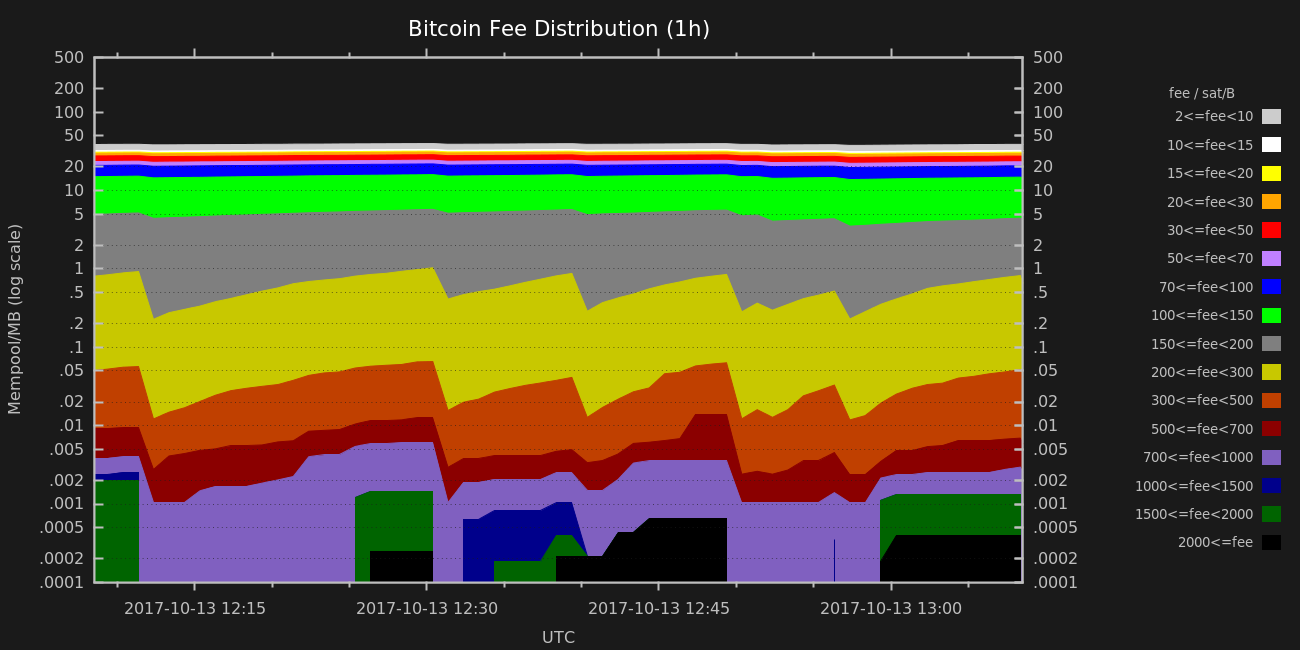 Bitcoin Fee Distribution (1h)
500
200
100
50
20
10
5
2
1
.5
.2
.1
.05
.02
.01
.005
.002
.001
.0005
.0002
.0001
Mempool/MB (log scale)
500
200
100
50
20
10
5
2
1
.5
.2
.1
.05
.02
.01
.005
.002
.001
.0005
.0002
.0001
fee / sat/B
2<=fee<10
10<=fee<15
15<=fee<20
20<=fee<30
30<=fee<50
50<=fee<70
70<=fee<100
100<=fee<150
150<=fee<200
200<=fee<300
300<=fee<500
500<=fee<700
700<=fee<1000
1000<=fee<1500
1500<=fee<2000
2000<=fee
2017-10-13 12:15 2017-10-13 12:30 2017-10-13 12:45 2017-10-13 13:00
UTC